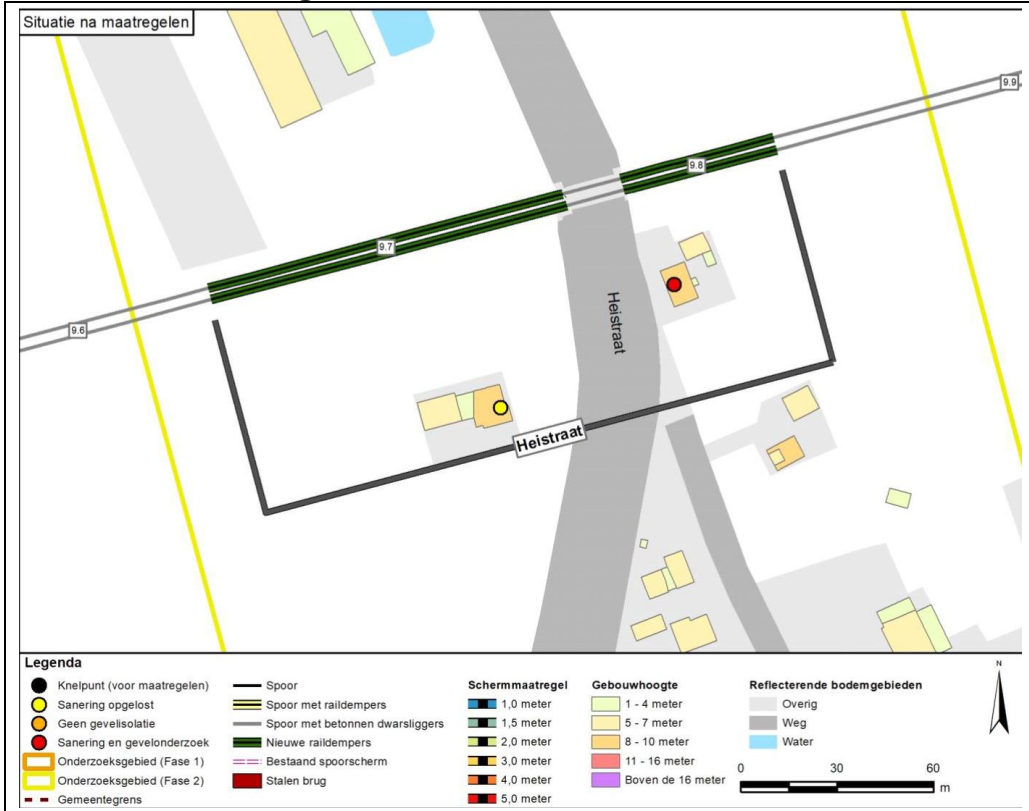 Situatie na maatregelen
9.9
9.8
9.7
9.6
Heistraat
Heistraat
Legenda
Knelpunt (voor maatregelen)
Sanering opgelost
Geen gevelisolatie
Sanering en gevelonderzoek
Onderzoeksgebied (Fase 1)
Onderzoeksgebied (Fase 2)
Gemeentegrens
Spoor
Spoor met raildempers
Spoor met betonnen dwarsliggers
Nieuwe raildempers
Bestaand spoorscherm
Stalen brug
Schermmaatregel
1,0 meter
1,5 meter
2,0 meter
3,0 meter
4,0 meter
5,0 meter
Gebouwhoogte
1 - 4 meter
5 - 7 meter
8 - 10 meter
11 - 16 meter
Boven de 16 meter
Reflecterende bodemgebieden
Overig
Weg
Water
N
0 30 60
m